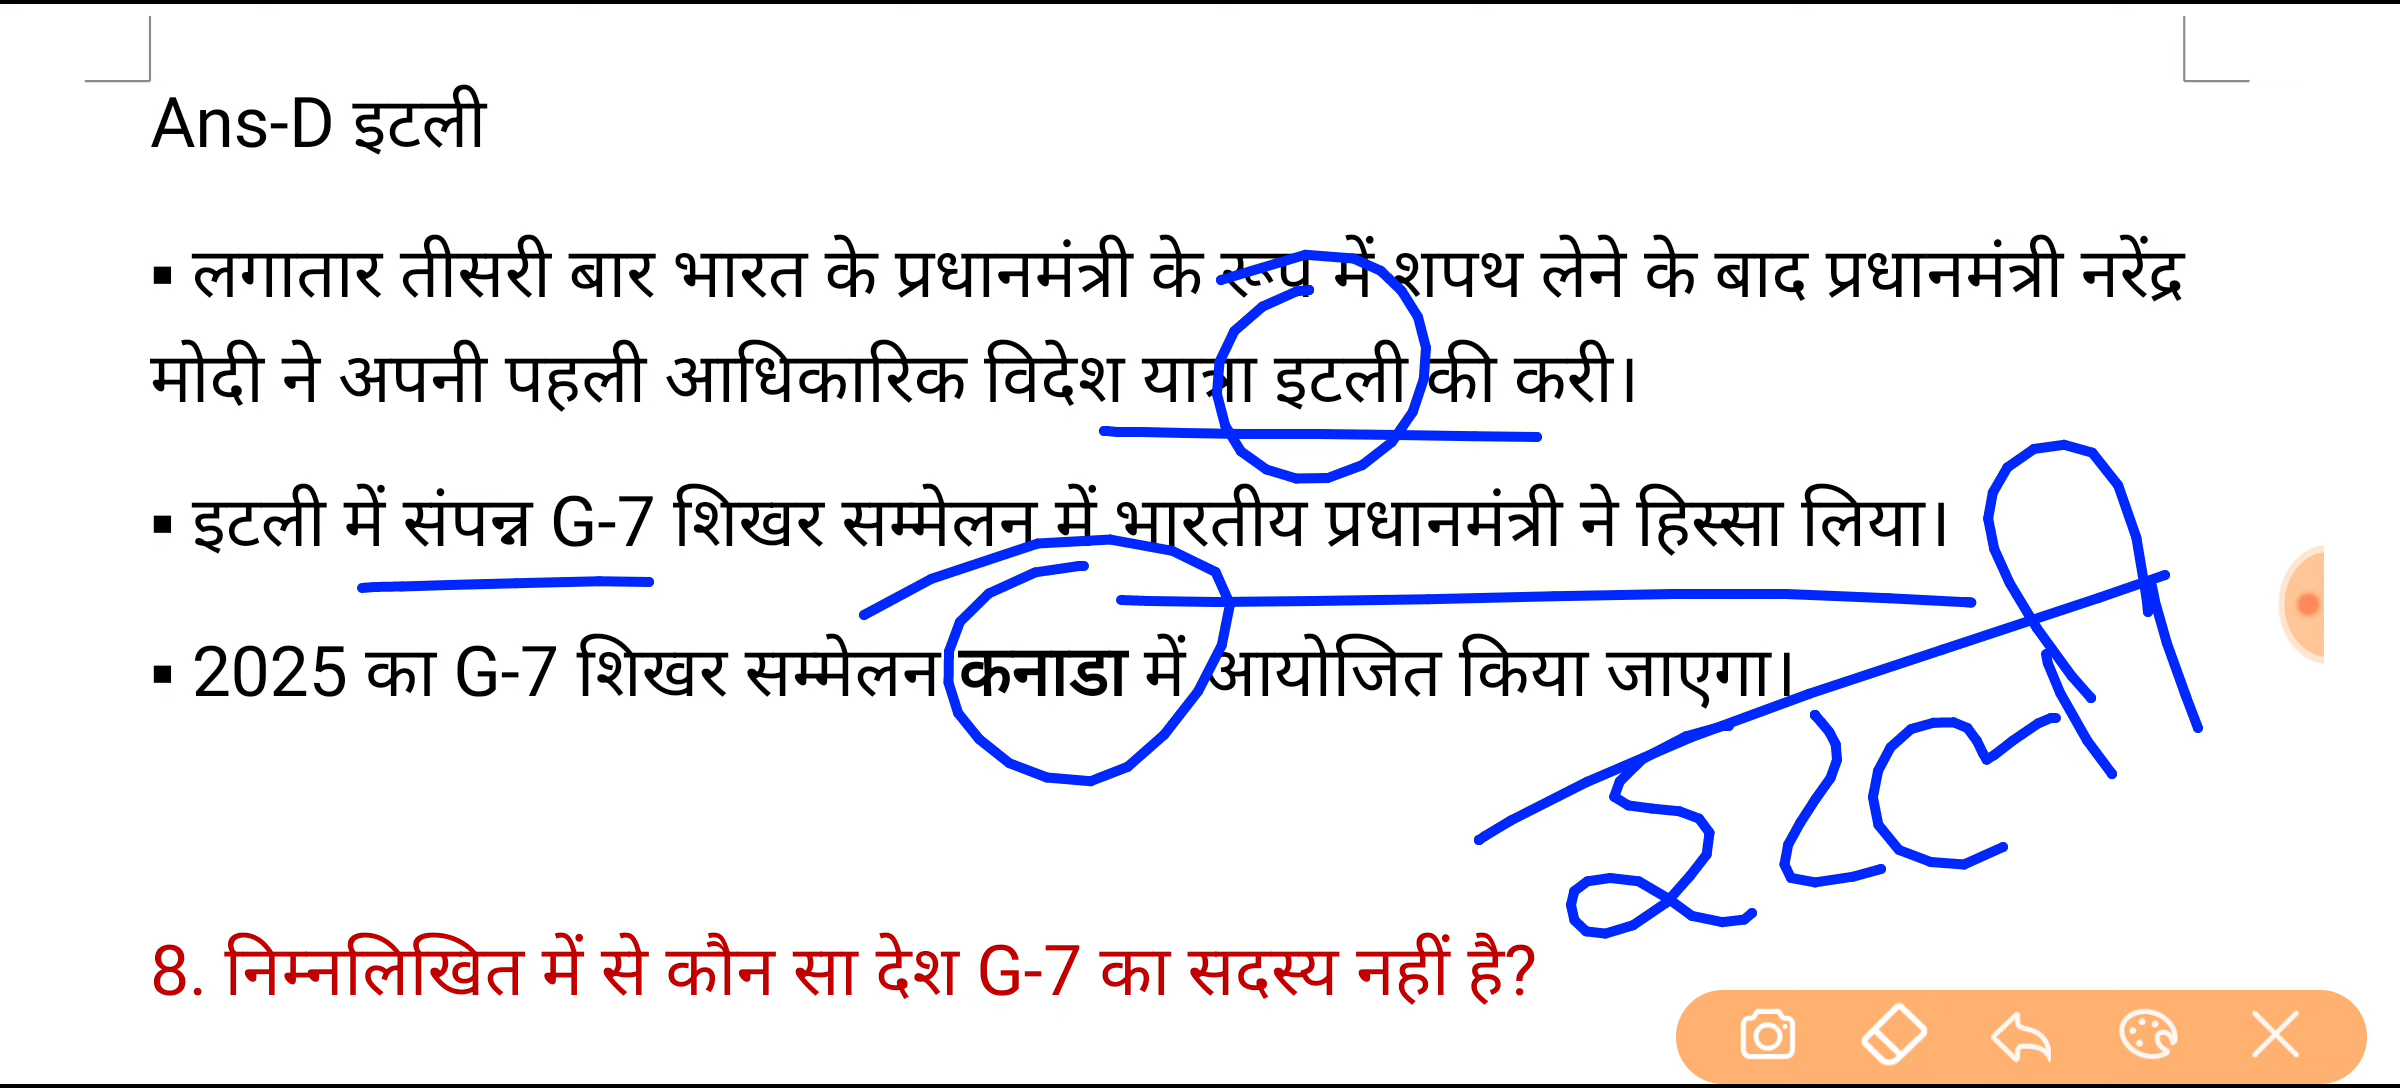 Ans-D इटली
▪ लगातार तीसरी बार भारत के प्रधानमंत्री के रूप में शपथ लेने के बाद प्रधानमंत्री नरेंद्र
मोदी ने अपनी पहली आधिकारिक विदेश यात्रा इटली की करी।
▪ इटली में संपन्न G-7 शिखर सम्मेलन में भारतीय प्रधानमंत्री ने हिस्सा लिया।
▪ 2025 का G-7 शिखर सम्मेलन कनाडा में आयोजित किया जाएगा।
इटली
8. निम्नलिखित में से कौन सा देश G-7 का सदस्य नहीं है?